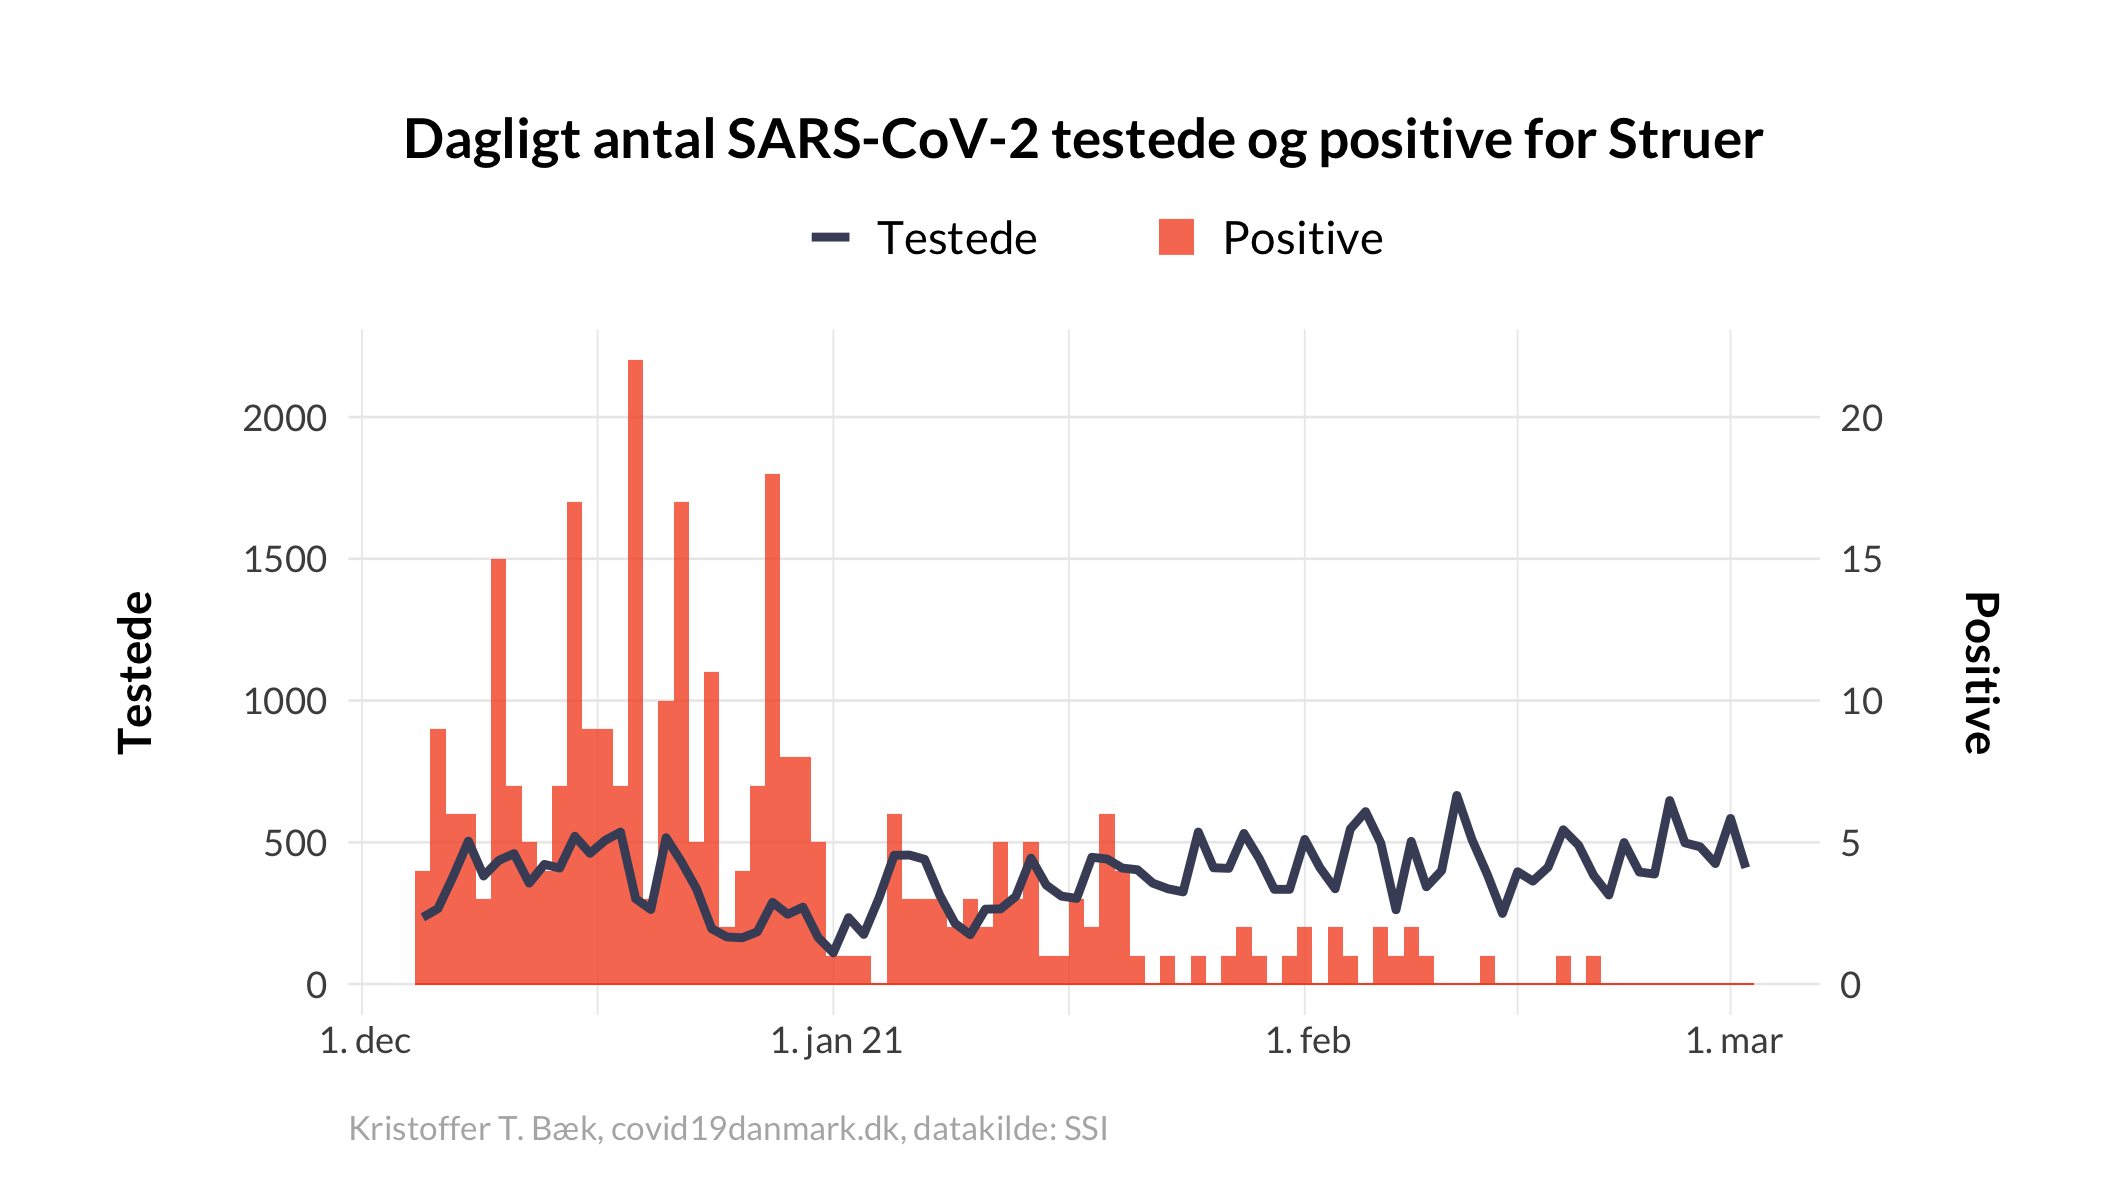 Dagligt antal SARS-CoV-2 testede og positive for Struer
Testede Positive
2000 20
1500 15
1000 10
500 5
0 0
Testede
Positive
1. dec 1. jan 21 1. feb 1. mar
Kristoffer T. Bæk, covid19danmark.dk, datakilde: SSI